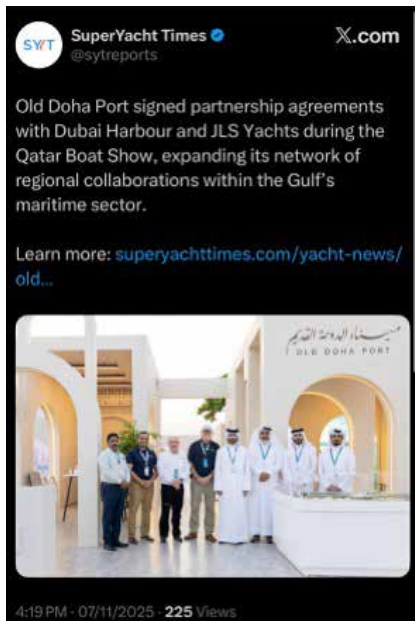 SYT
SuperYacht Times
X.com
@sytreports
Old Doha Port signed partnership agreements
with Dubai Harbour and JLS Yachts during the
Qatar Boat Show, expanding its network of
regional collaborations within the Gulf's
maritime sector.
Learn more: superyachttimes.com/yacht-news/
old...
ميناء الدوحة القديم
OLD DOHA PORT
4:19 PM · 07/11/2025 · 225 Views